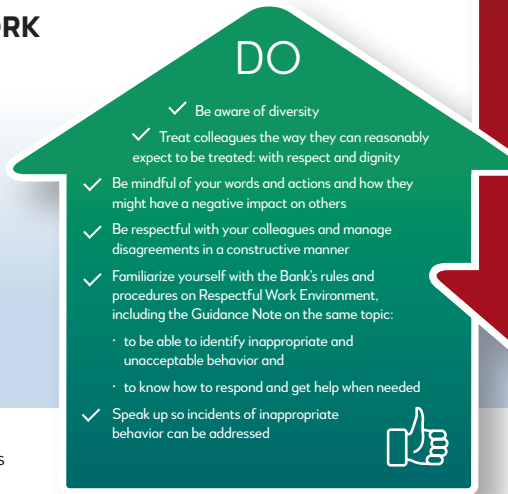 ORK
DO
✓ Be aware of diversity
✓ Treat colleagues the way they can reasonably
expect to be treated: with respect and dignity
✓ Be mindful of your words and actions and how they
might have a negative impact on others
✓ Be respectful with your colleagues and manage
disagreements in a constructive manner
✓ Familiarize yourself with the Bank's rules and
procedures on Respectful Work Environment,
including the Guidance Note on the same topic:
· to be able to identify inappropriate and
unacceptable behavior and
· to know how to respond and get help when needed
✓ Speak up so incidents of inappropriate
behavior can be addressed
s